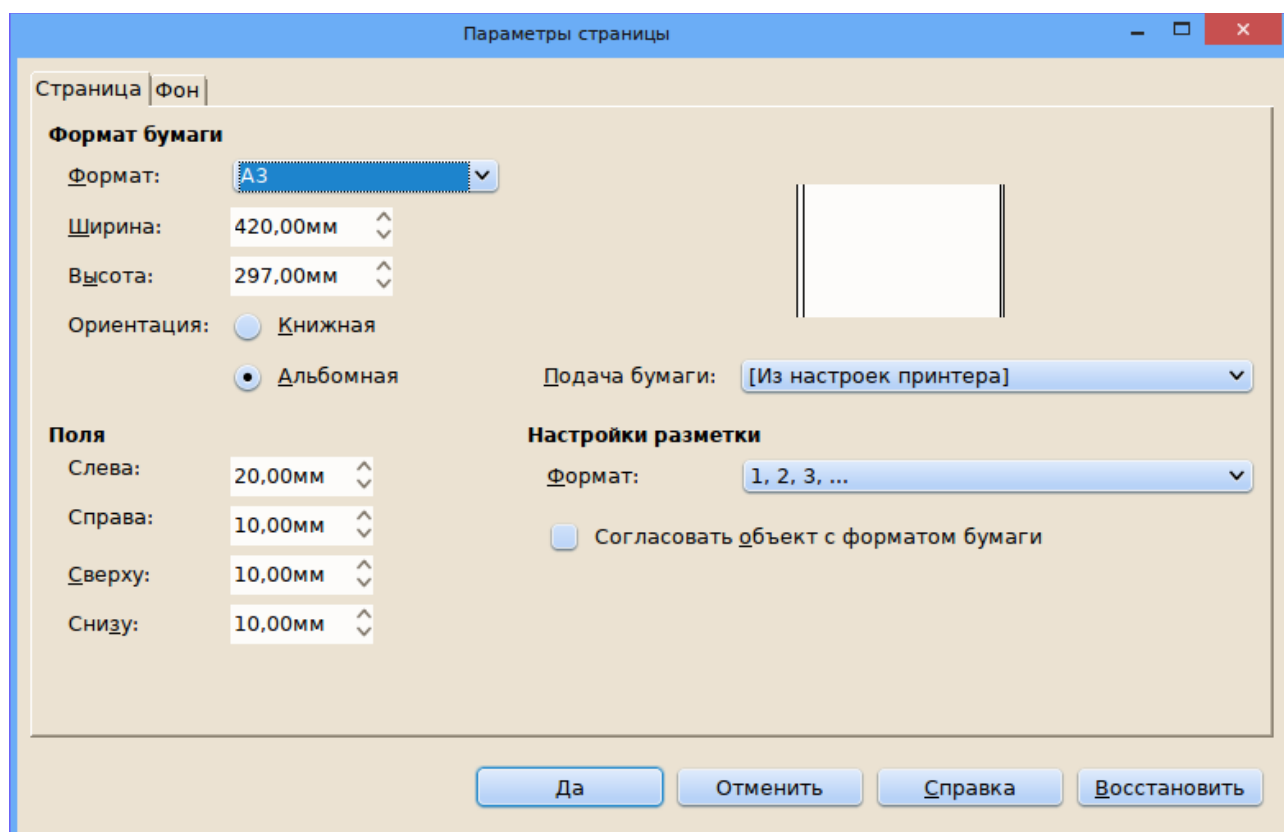 Параметры страницы
Страница Фон
Формат бумаги
Формат: A3
Ширина: 420,00мм
Высота: 297,00мм
Ориентация: Книжная
Альбомная Подача бумаги: [Из настроек принтера]
Поля Настройки разметки
Слева: 20,00мм Формат: 1, 2, 3, ...
Справа: 10,00мм Согласовать объект с форматом бумаги
Сверху: 10,00мм
Снизу: 10,00мм
Да Отменить Справка Восстановить